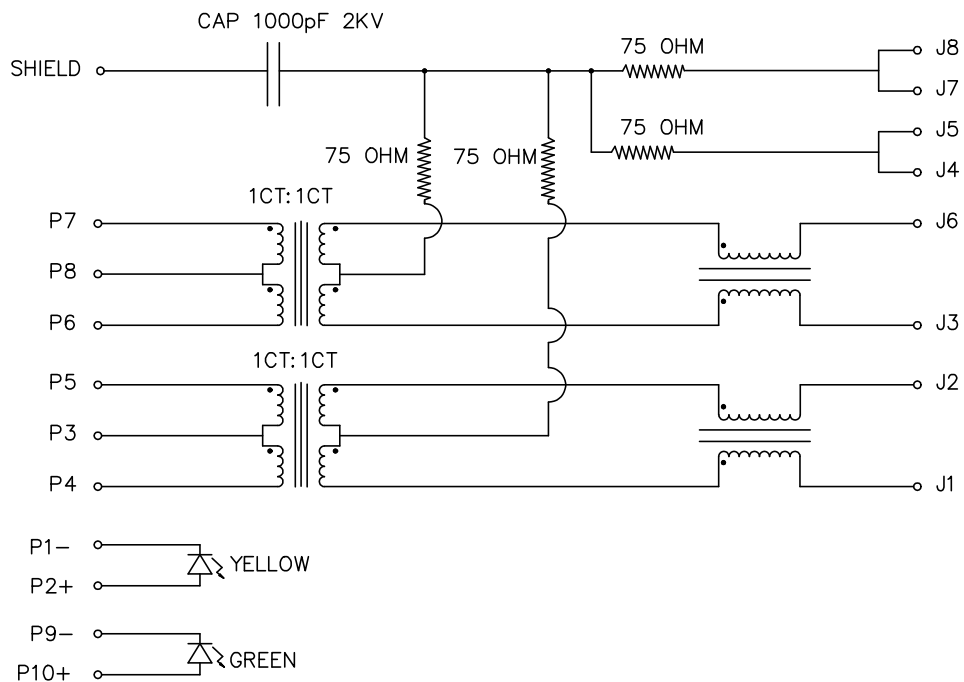 CAP 1000pF 2KV
SHIELD
75 OHM
J8
J7
75 OHM
J5
J4
75 OHM
75 OHM
1CT:1CT
P7
P8
P6
J6
J3
1CT:1CT
P5
P3
P4
J2
J1
P1−
P2+
YELLOW
P9−
P10+
GREEN